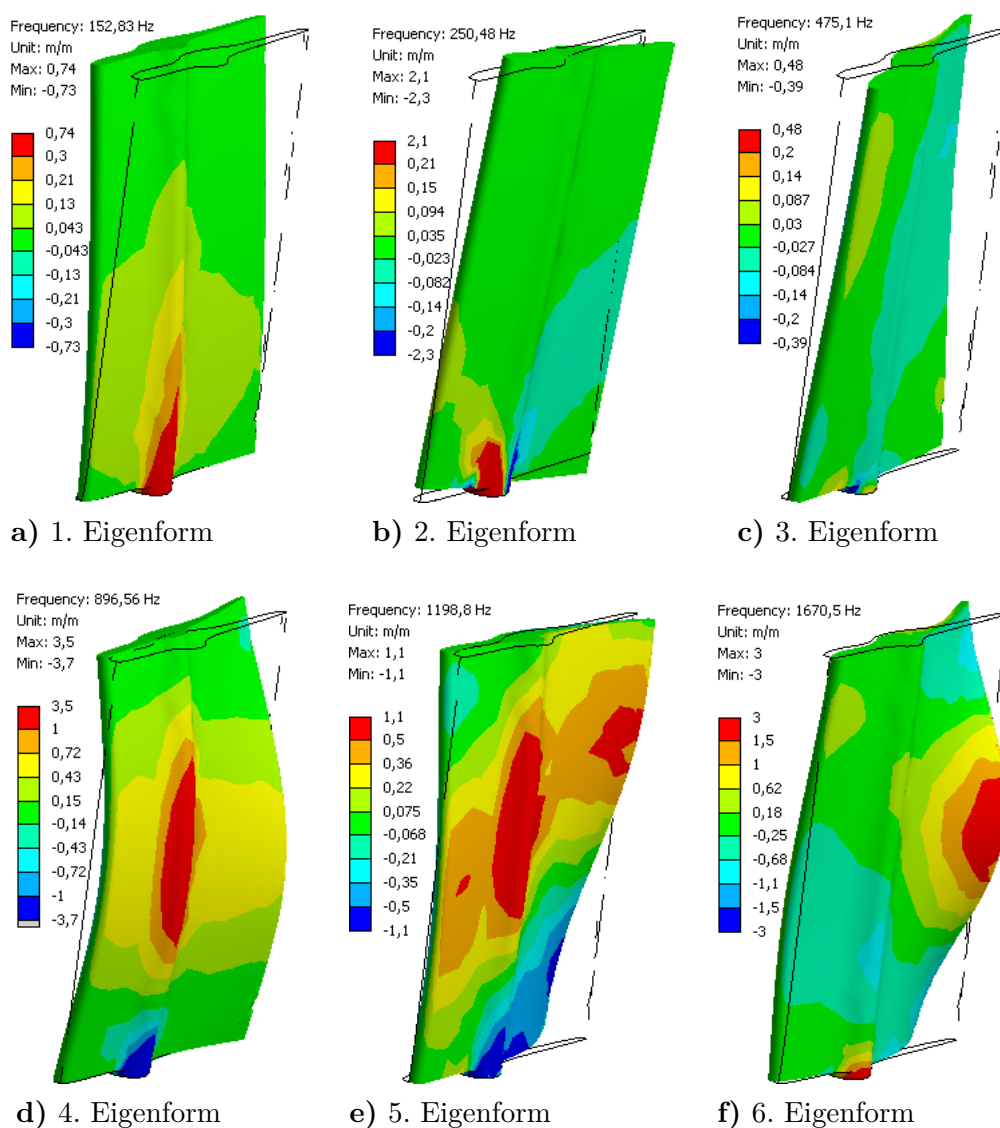 Frequency: 152,83 Hz
Unit: m/m
Max: 0,74
Min: -0,73
0,74
0,3
0,21
0,13
0,043
-0,043
-0,13
-0,21
-0,3
-0,73
a) 1. Eigenform
Frequency: 250,48 Hz
Unit: m/m
Max: 2,1
Min: -2,3
2,1
0,21
0,15
0,094
0,035
-0,023
-0,082
-0,14
-0,2
-2,3
b) 2. Eigenform
Frequency: 475,1 Hz
Unit: m/m
Max: 0,48
Min: -0,39
0,48
0,2
0,14
0,087
0,03
-0,027
-0,084
-0,14
-0,2
-0,39
c) 3. Eigenform
Frequency: 896,56 Hz
Unit: m/m
Max: 3,5
Min: -3,7
3,5
1
0,72
0,43
0,15
-0,14
-0,43
-0,72
-1
-3,7
d) 4. Eigenform
Frequency: 1198,8 Hz
Unit: m/m
Max: 1,1
Min: -1,1
1,1
0,5
0,36
0,22
0,075
-0,068
-0,21
-0,35
-0,5
-1,1
e) 5. Eigenform
Frequency: 1670,5 Hz
Unit: m/m
Max: 3
Min: -3
3
1,5
1
0,62
0,18
-0,25
-0,68
-1,1
-1,5
-3
f) 6. Eigenform